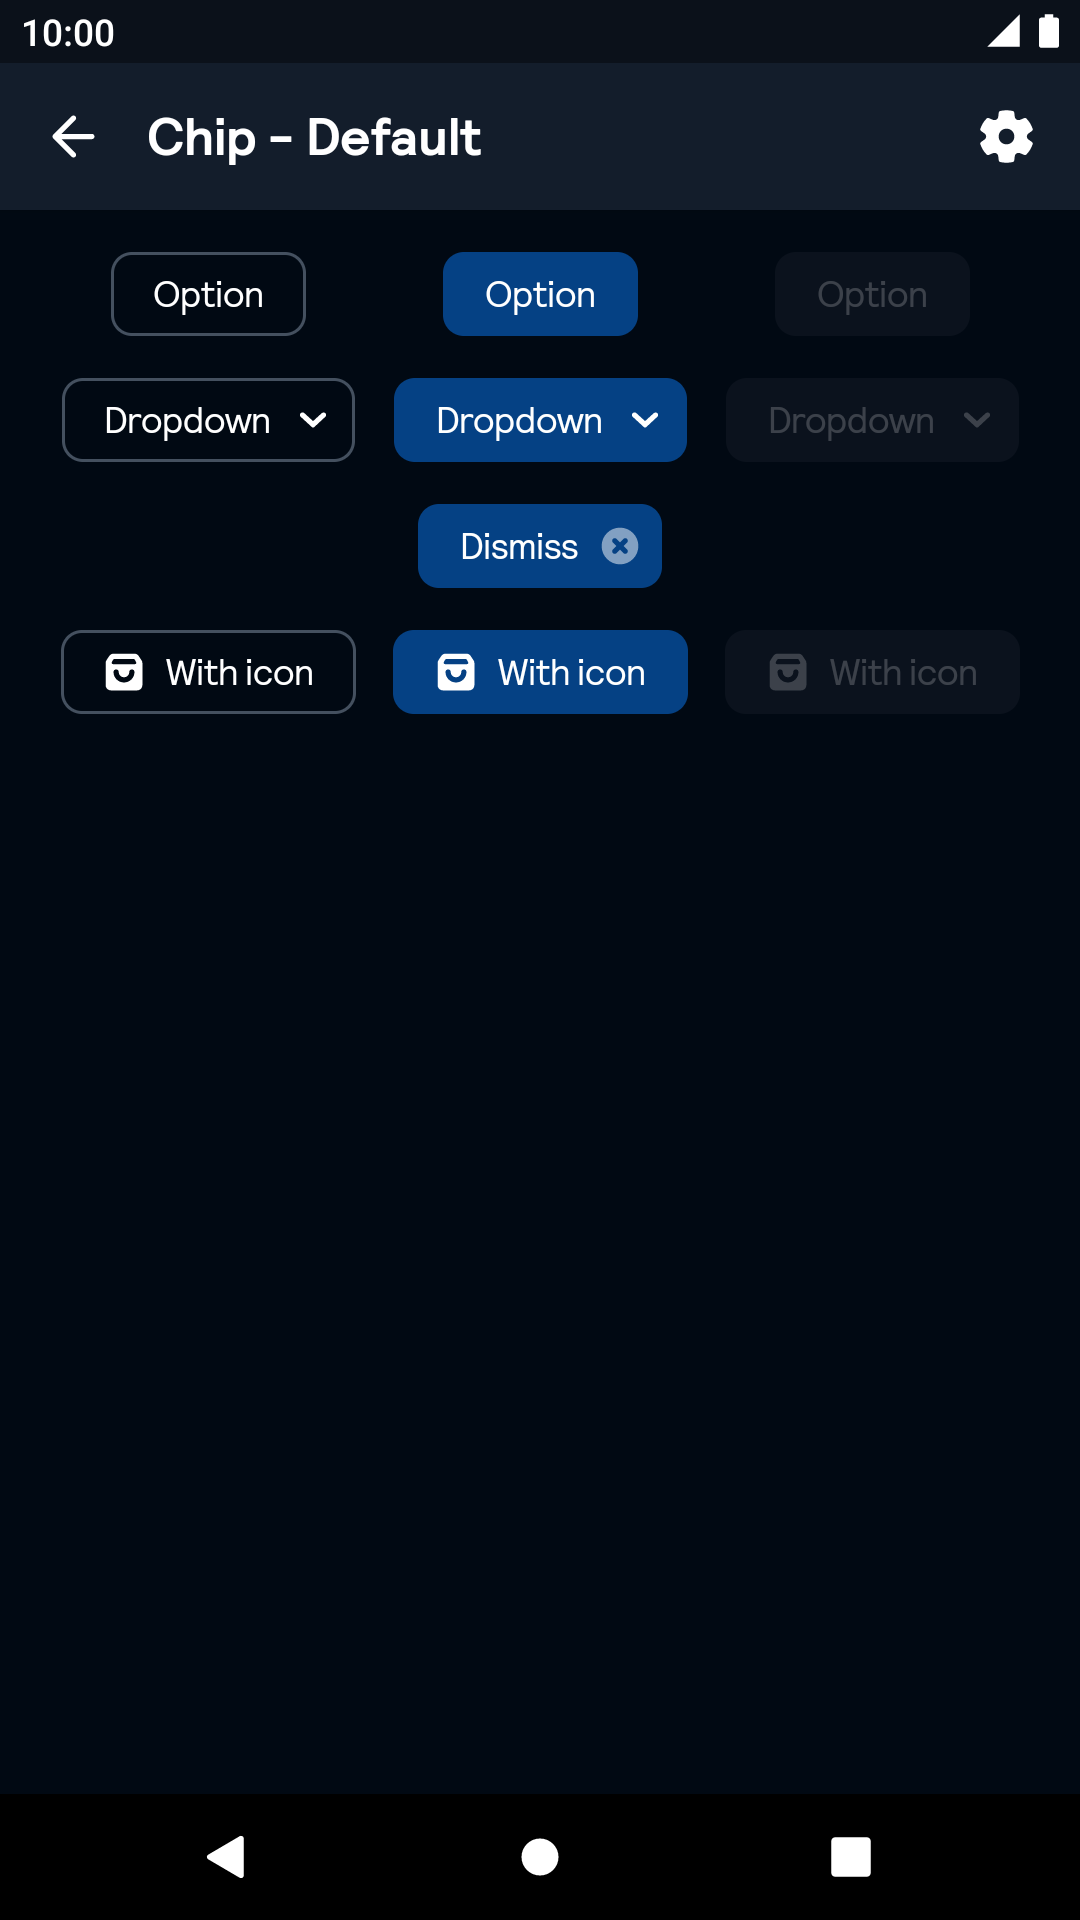 10:00
Chip - Default
Option Option Option
Dropdown Dropdown Dropdown
Dismiss
With icon With icon With icon